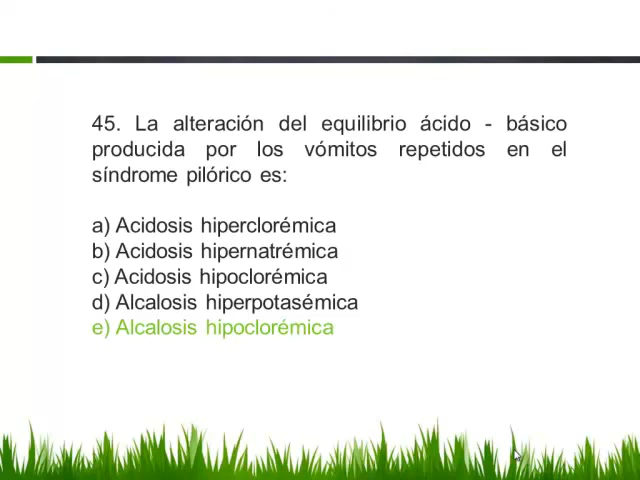 45. La alteración del equilibrio ácido - básico
producida por los vómitos repetidos en el
síndrome pilórico es:
a) Acidosis hiperclorémica
b) Acidosis hipernatrémica
c) Acidosis hipoclorémica
d) Alcalosis hiperpotasémica
e) Alcalosis hipoclorémica